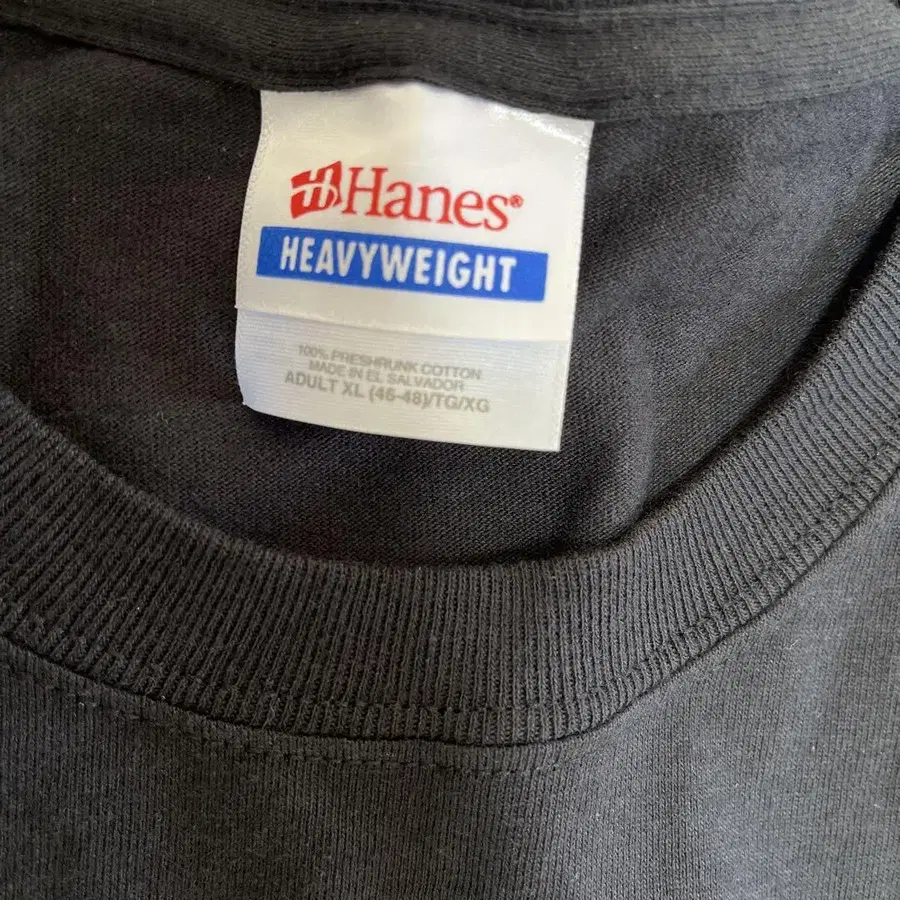 Hanes®
HEAVYWEIGHT
100% PRESHRUNK COTTON
MADE IN EL SALVADOR
ADULT XL (46-48)/TG/XG